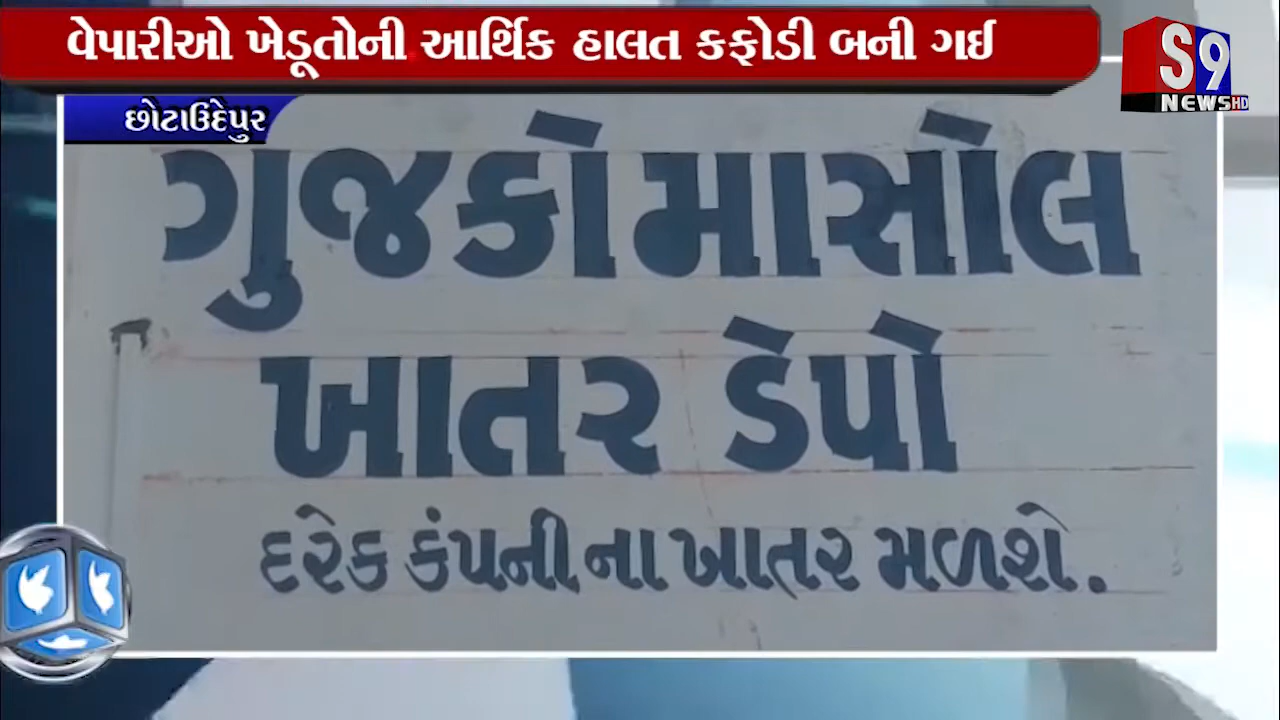 વેપારીઓ ખેડૂતોની આર્થિક હાલત કફોડી બની ગઈ
S9
NEWS HD
છોટાઉદેપુર
ગુજકોમાસોલ
ખાતર ડેપો
દરેક કંપની ના ખાતર મળશે.